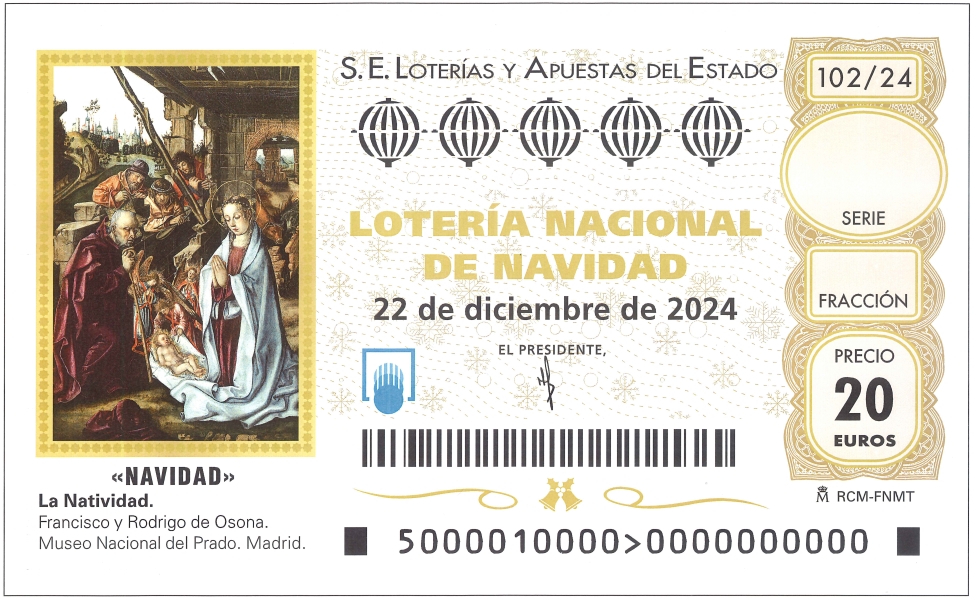 S. E. LOTERÍAS Y APUESTAS DEL ESTADO
102/24
SERIE
LOTERÍA NACIONAL
DE NAVIDAD
22 de diciembre de 2024
FRACCIÓN
EL PRESIDENTE,
PRECIO
20
EUROS
«NAVIDAD»
La Natividad.
Francisco y Rodrigo de Osona.
Museo Nacional del Prado. Madrid.
RCM-FNMT
5000010000>0000000000